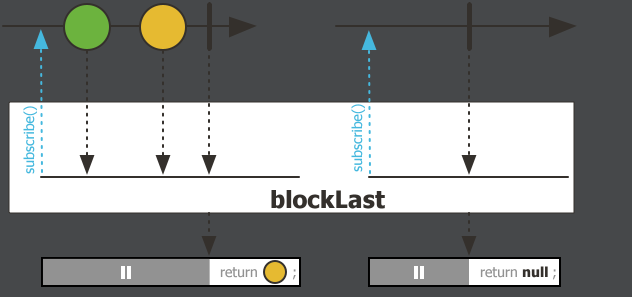 subscribe()
subscribe()
blockLast
return ;
return null ;